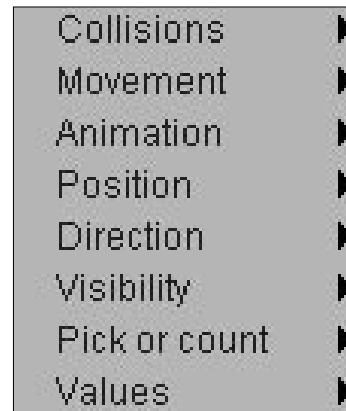 Collisions
Movement
Animation
Position
Direction
Visibility
Pick or count
Values